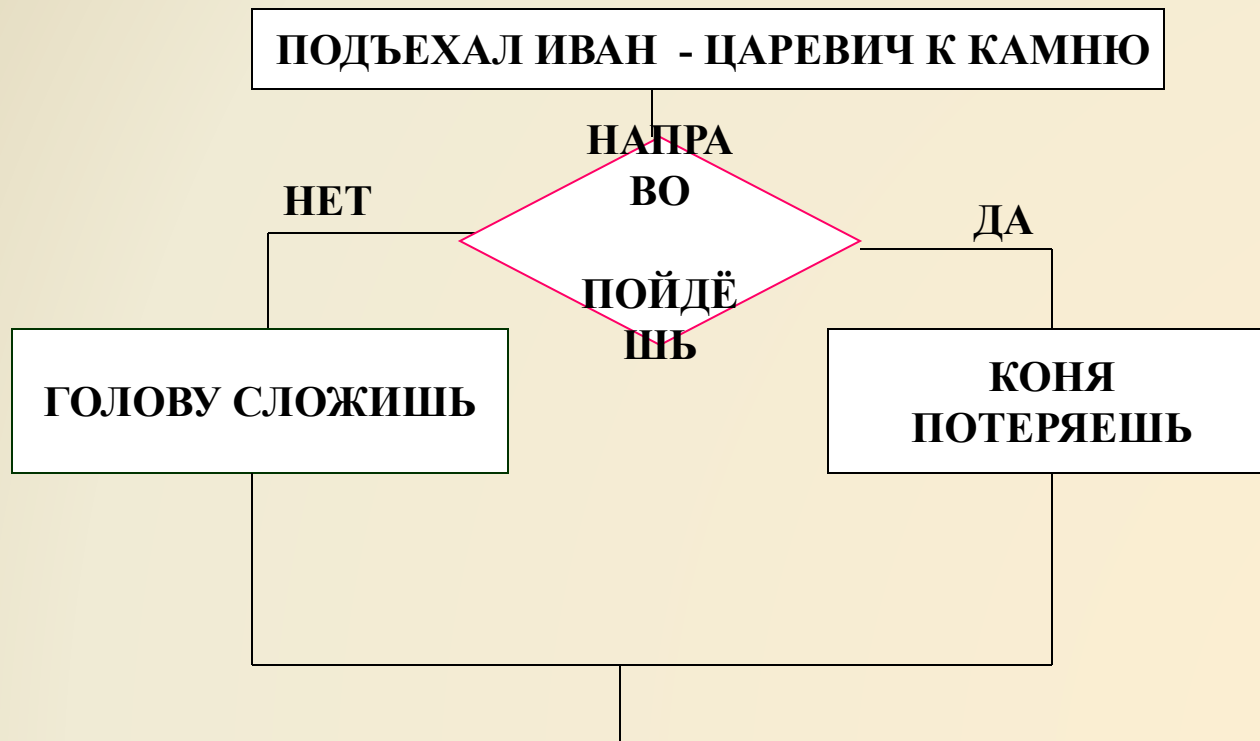 ПОДЪЕХАЛ ИВАН - ЦАРЕВИЧ К КАМНЮ
НАПРА
ВО
ПОЙДЁ
ШЬ
НЕТ
ДА
ГОЛОВУ СЛОЖИШЬ
КОНЯ
ПОТЕРЯЕШЬ